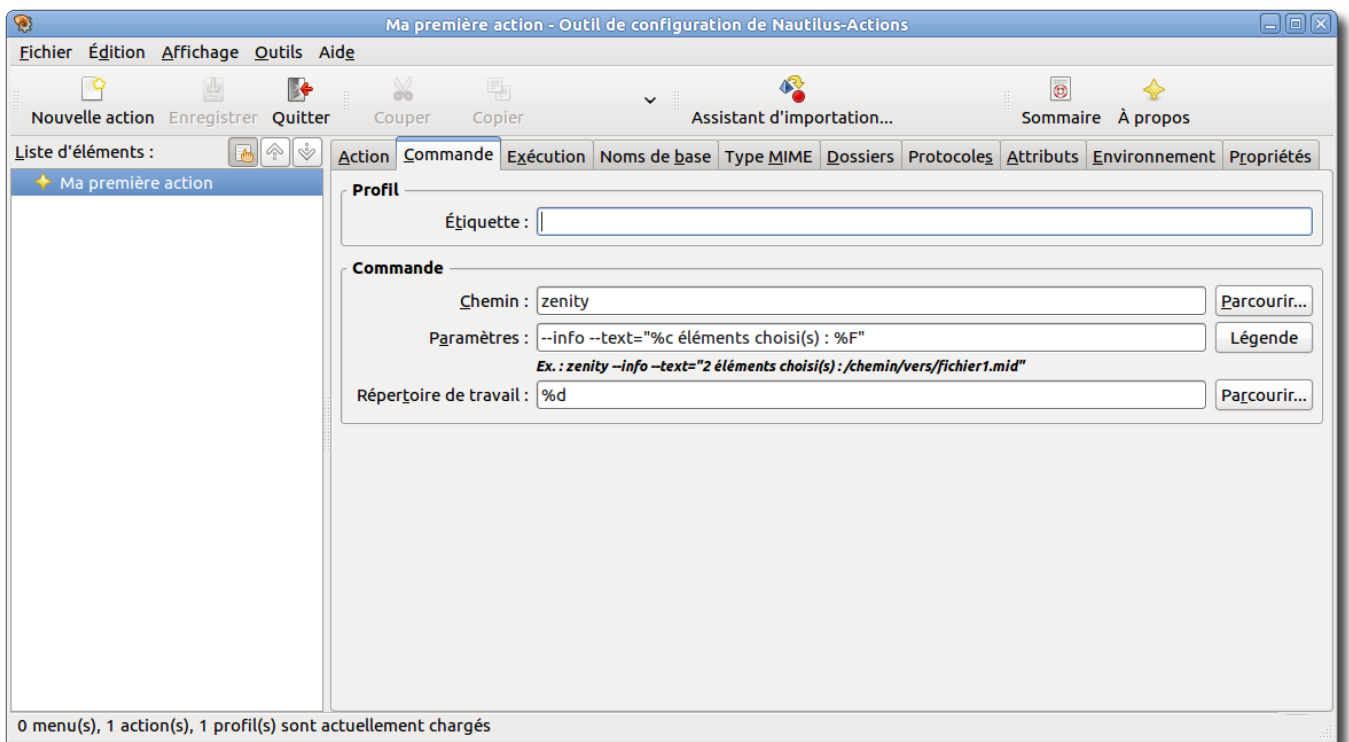 Ma première action - Outil de configuration de Nautilus-Actions
Fichier Édition Affichage Outils Aide
Nouvelle action Enregistrer Quitter Couper Copier Assistant d'importation... Sommaire À propos
Liste d'éléments :
Action Commande Exécution Noms de base Type MIME Dossiers Protocoles Attributs Environnement Propriétés
Ma première action
Profil
Étiquette :
Commande
Chemin : zenity Parcourir...
Paramètres : --info --text="%c éléments choisi(s) : %F" Légende
Ex. : zenity --info --text="2 éléments choisi(s) : /chemin/vers/fichier1.mid"
Répertoire de travail : %d Parcourir...
0 menu(s), 1 action(s), 1 profil(s) sont actuellement chargés